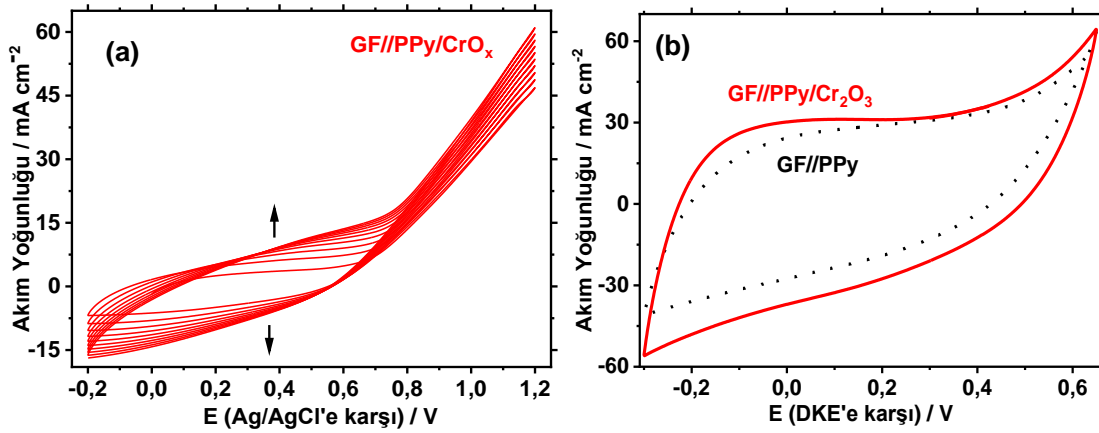 (a)
GF//PPy/CrOₓ
Akım Yoğunluğu / mA cm⁻²
60
45
30
15
0
-15
-0,2 0,0 0,2 0,4 0,6 0,8 1,0 1,2
E (Ag/AgCl'e karşı) / V
(b)
GF//PPy/Cr₂O₃
GF//PPy
Akım Yoğunluğu / mA cm⁻²
60
30
0
-30
-60
-0,2 0,0 0,2 0,4 0,6
E (DKE'e karşı) / V